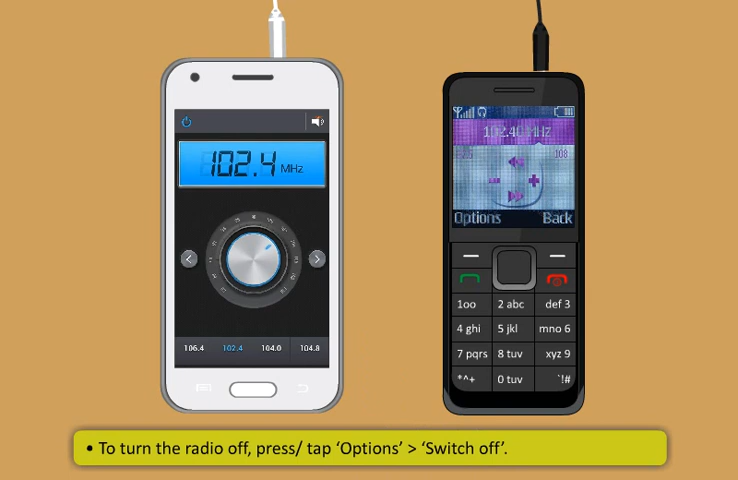 102.4 MHz
106.4 102.4 104.0 104.8
102.40 MHz
108
Options Back
1oo 2 abc def 3
4 ghi 5 jkl mno 6
7 pqrs 8 tuv xyz 9
*^+ 0 tuv `!#
• To turn the radio off, press/ tap ‘Options’ > ‘Switch off’.